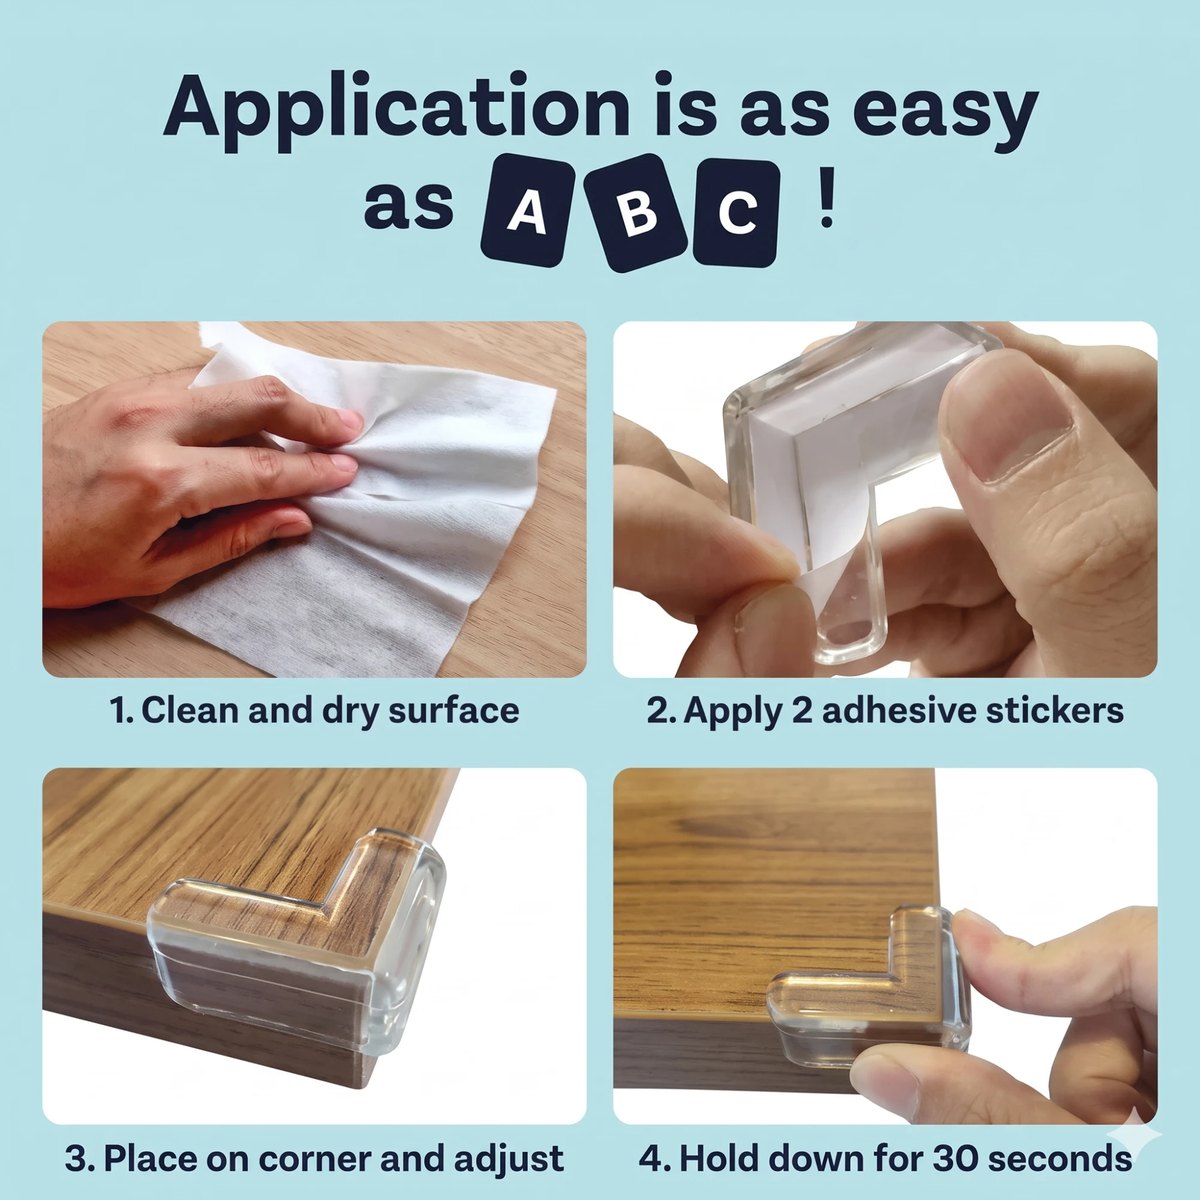 Application is as easy
as A B C !
1. Clean and dry surface
2. Apply 2 adhesive stickers
3. Place on corner and adjust
4. Hold down for 30 seconds